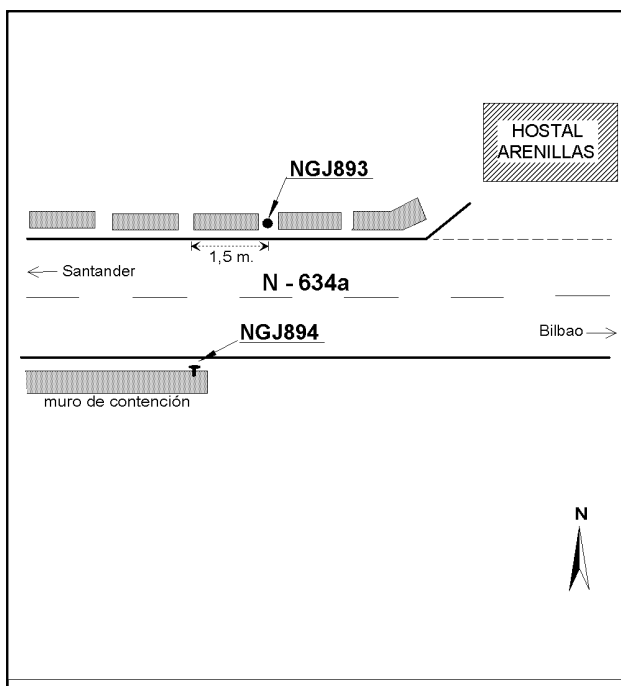 HOSTAL
ARENILLAS
NGJ893
1,5 m.
Santander
N - 634a
Bilbao
NGJ894
muro de contención
N